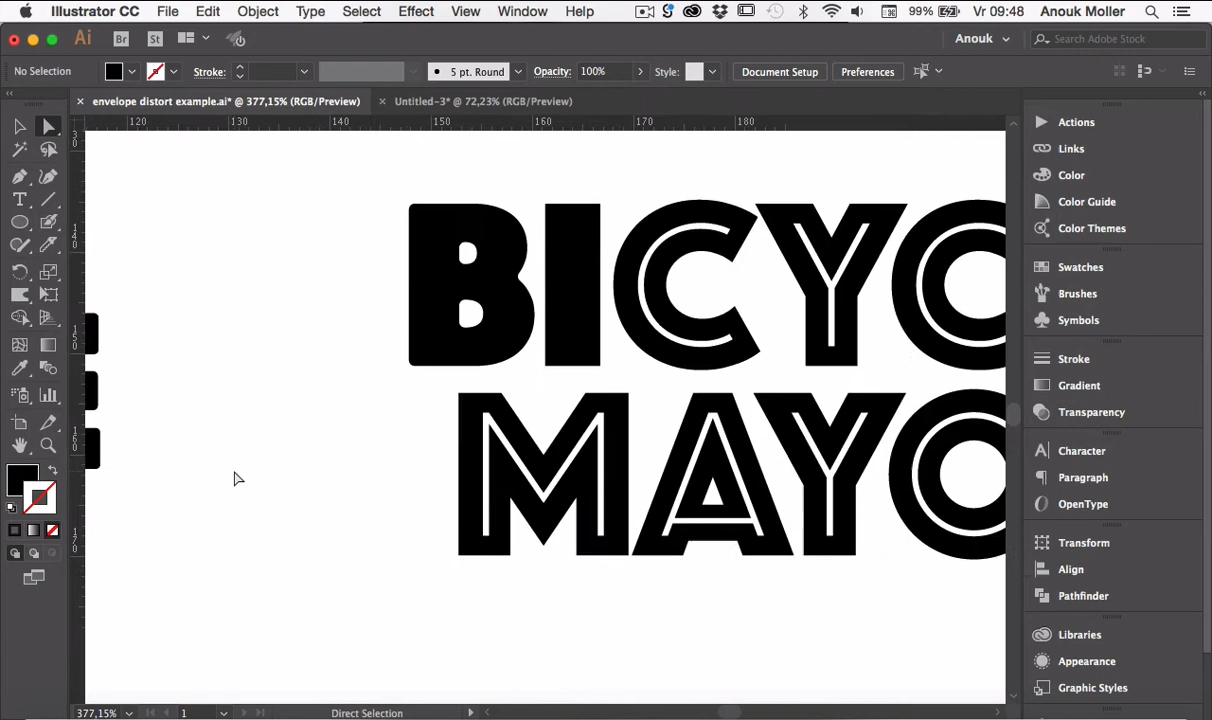 Illustrator CC File Edit Object Type Select Effect View Window Help 99% Vr 09:48 Anouk Moller
Ai Br St Anouk Search Adobe Stock
No Selection Stroke: 5 pt. Round Opacity: 100% Style: Document Setup Preferences
envelope distort example.ai* @ 377,15% (RGB/Preview) Untitled-3* @ 72,23% (RGB/Preview)
120 130 140 150 160 170 180
Actions
Links
Color
Color Guide
Color Themes
Swatches
Brushes
Symbols
Stroke
Gradient
Transparency
Character
Paragraph
OpenType
Transform
Align
Pathfinder
Libraries
Appearance
Graphic Styles
BICYC
MAYO
377,15% 1 Direct Selection